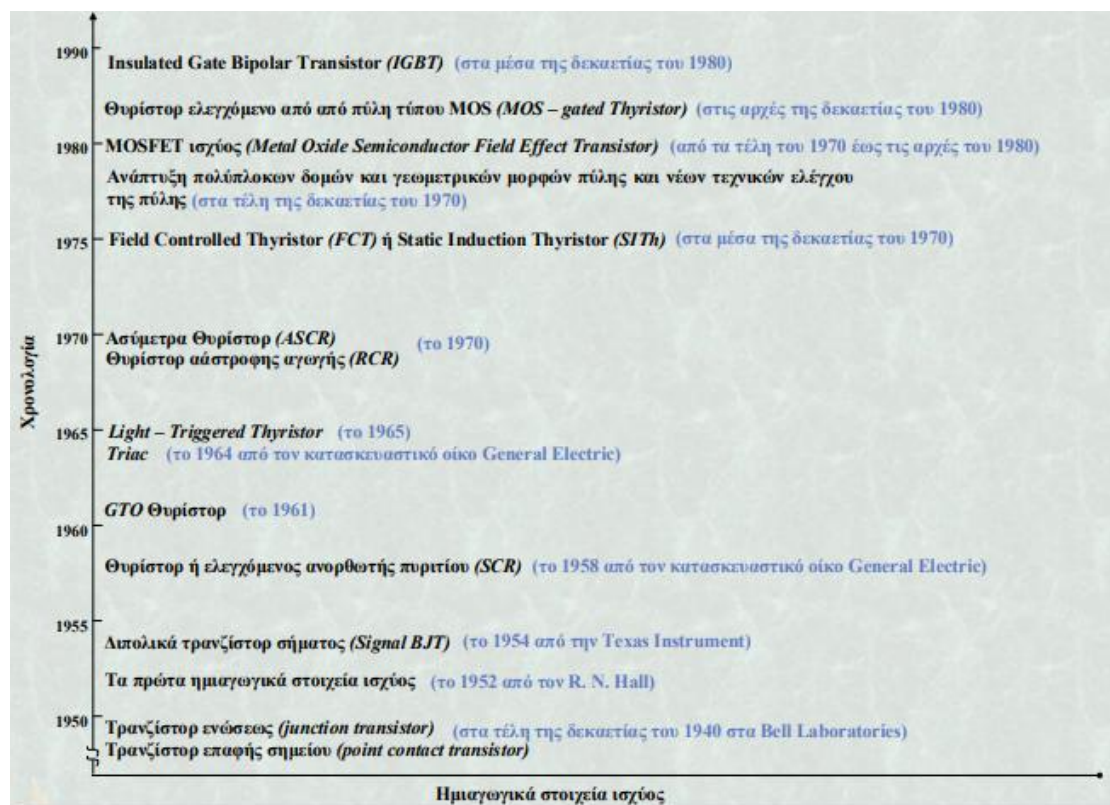 1990
Insulated Gate Bipolar Transistor (IGBT) (στα μέσα της δεκαετίας του 1980)
Θυρίστορ ελεγχόμενο από από πύλη τύπου MOS (MOS – gated Thyristor) (στις αρχές της δεκαετίας του 1980)
1980
MOSFET ισχύος (Metal Oxide Semiconductor Field Effect Transistor) (από τα τέλη του 1970 έως τις αρχές του 1980)
Ανάπτυξη πολύπλοκων δομών και γεωμετρικών μορφών πύλης και νέων τεχνικών ελέγχου
της πύλης (στα τέλη της δεκαετίας του 1970)
1975
Field Controlled Thyristor (FCT) ή Static Induction Thyristor (SITh) (στα μέσα της δεκαετίας του 1970)
1970
Ασύμετρα Θυρίστορ (ASCR) (το 1970)
Θυρίστορ αάστροφης αγωγής (RCR)
Χρονολογία
1965
Light – Triggered Thyristor (το 1965)
Triac (το 1964 από τον κατασκευαστικό οίκο General Electric)
GTO Θυρίστορ (το 1961)
1960
Θυρίστορ ή ελεγχόμενος ανορθωτής πυριτίου (SCR) (το 1958 από τον κατασκευαστικό οίκο General Electric)
1955
Διπολικά τρανζίστορ σήματος (Signal BJT) (το 1954 από την Texas Instrument)
Τα πρώτα ημιαγωγικά στοιχεία ισχύος (το 1952 από τον R. N. Hall)
1950
Τρανζίστορ ενώσεως (junction transistor) (στα τέλη της δεκαετίας του 1940 στα Bell Laboratories)
Τρανζίστορ επαφής σημείου (point contact transistor)
Ημιαγωγικά στοιχεία ισχύος